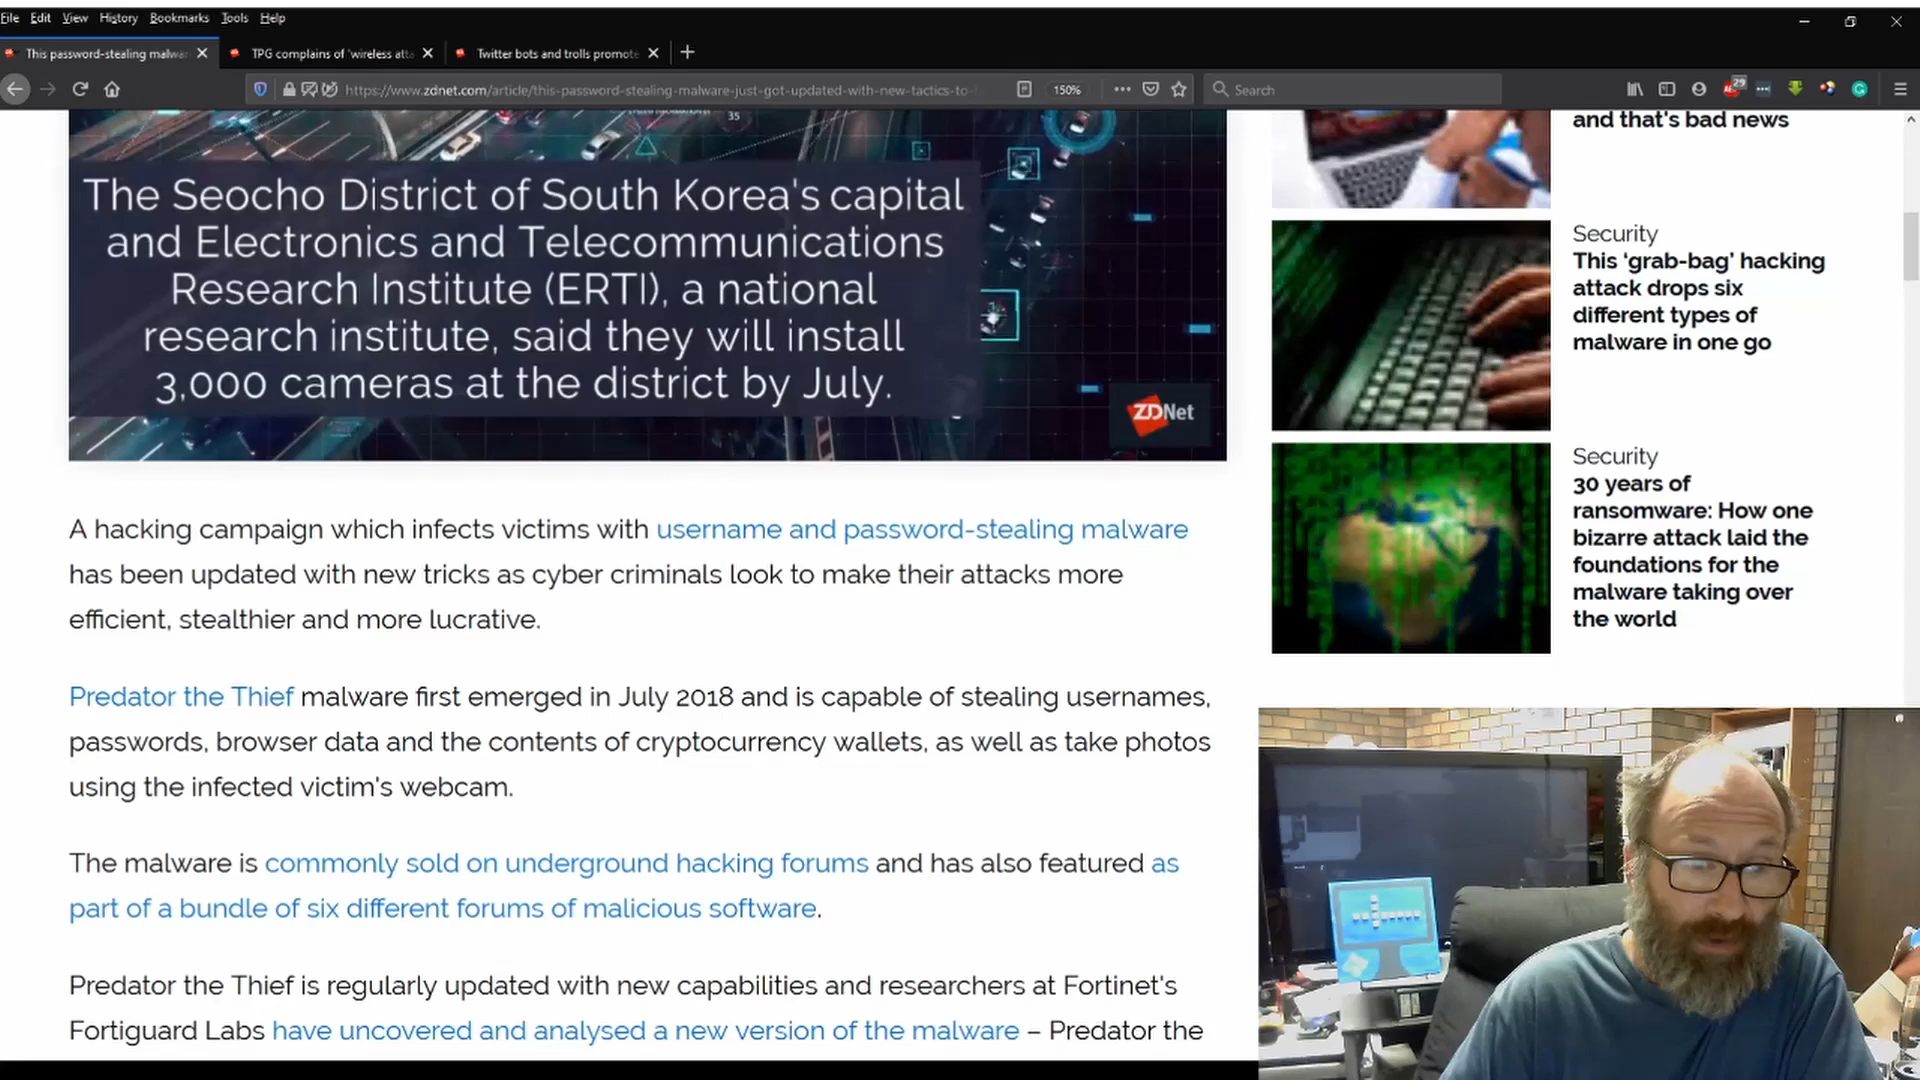 File Edit View History Bookmarks Tools Help
This password-stealing malwar
TPG complains of 'wireless atta
Twitter bots and trolls promote
https://www.zdnet.com/article/this-password-stealing-malware-just-got-updated-with-new-tactics-to-
150%
Search
29
35
The Seocho District of South Korea's capital
and Electronics and Telecommunications
Research Institute (ERTI), a national
research institute, said they will install
3,000 cameras at the district by July.
ZDNet
A hacking campaign which infects victims with username and password-stealing malware
has been updated with new tricks as cyber criminals look to make their attacks more
efficient, stealthier and more lucrative.
Predator the Thief malware first emerged in July 2018 and is capable of stealing usernames,
passwords, browser data and the contents of cryptocurrency wallets, as well as take photos
using the infected victim's webcam.
The malware is commonly sold on underground hacking forums and has also featured as
part of a bundle of six different forums of malicious software.
Predator the Thief is regularly updated with new capabilities and researchers at Fortinet's
Fortiguard Labs have uncovered and analysed a new version of the malware – Predator the
and that's bad news
Security
This ‘grab-bag’ hacking
attack drops six
different types of
malware in one go
Security
30 years of
ransomware: How one
bizarre attack laid the
foundations for the
malware taking over
the world